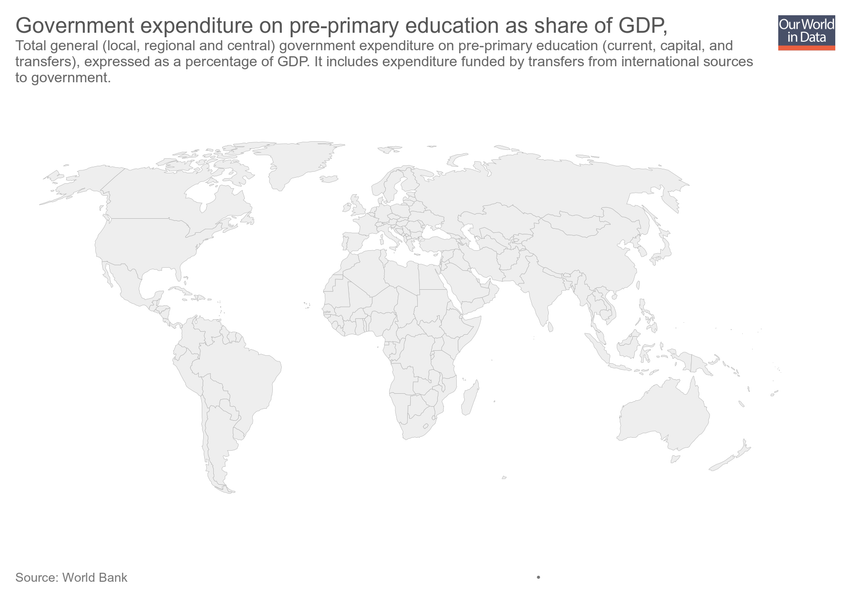 Government expenditure on pre-primary education as share of GDP,
Our World
in Data
Total general (local, regional and central) government expenditure on pre-primary education (current, capital, and
transfers), expressed as a percentage of GDP. It includes expenditure funded by transfers from international sources
to government.
Source: World Bank
•